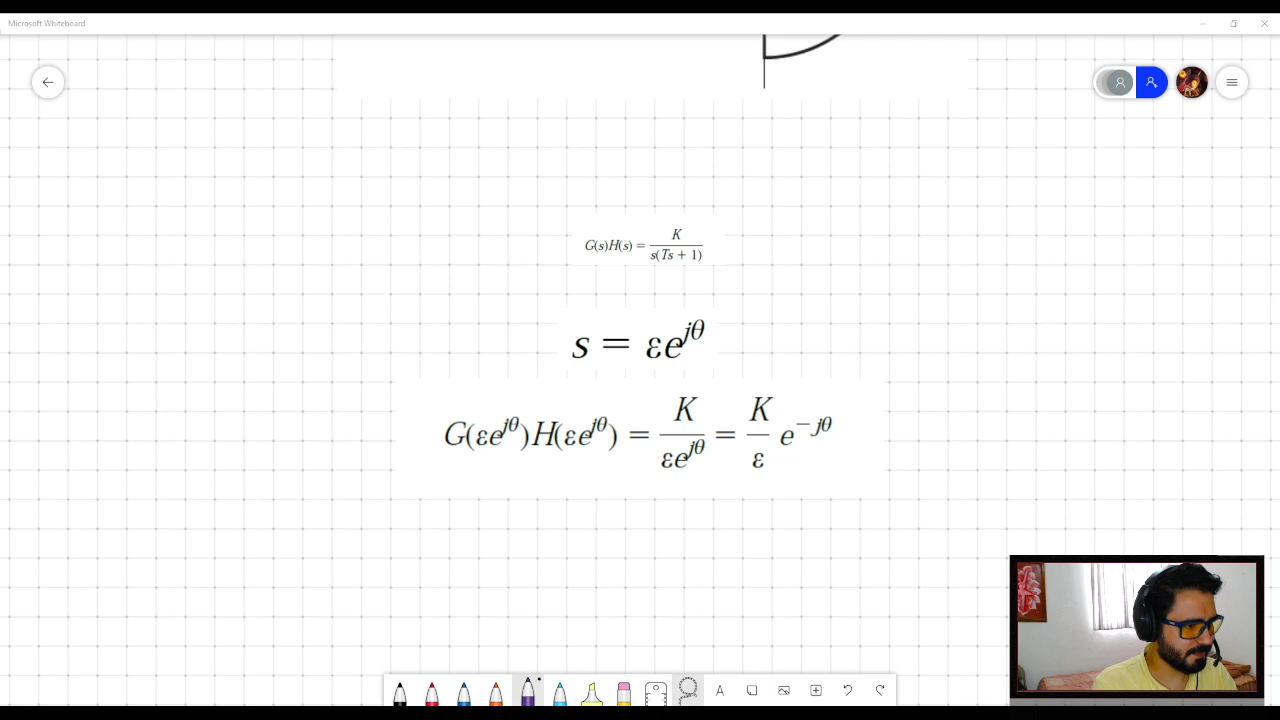 Microsoft Whiteboard
G(s)H(s) = K / s(Ts + 1)
s = εe^{jθ}
G(εe^{jθ})H(εe^{jθ}) = K / εe^{jθ} = K / ε e^{-jθ}
A